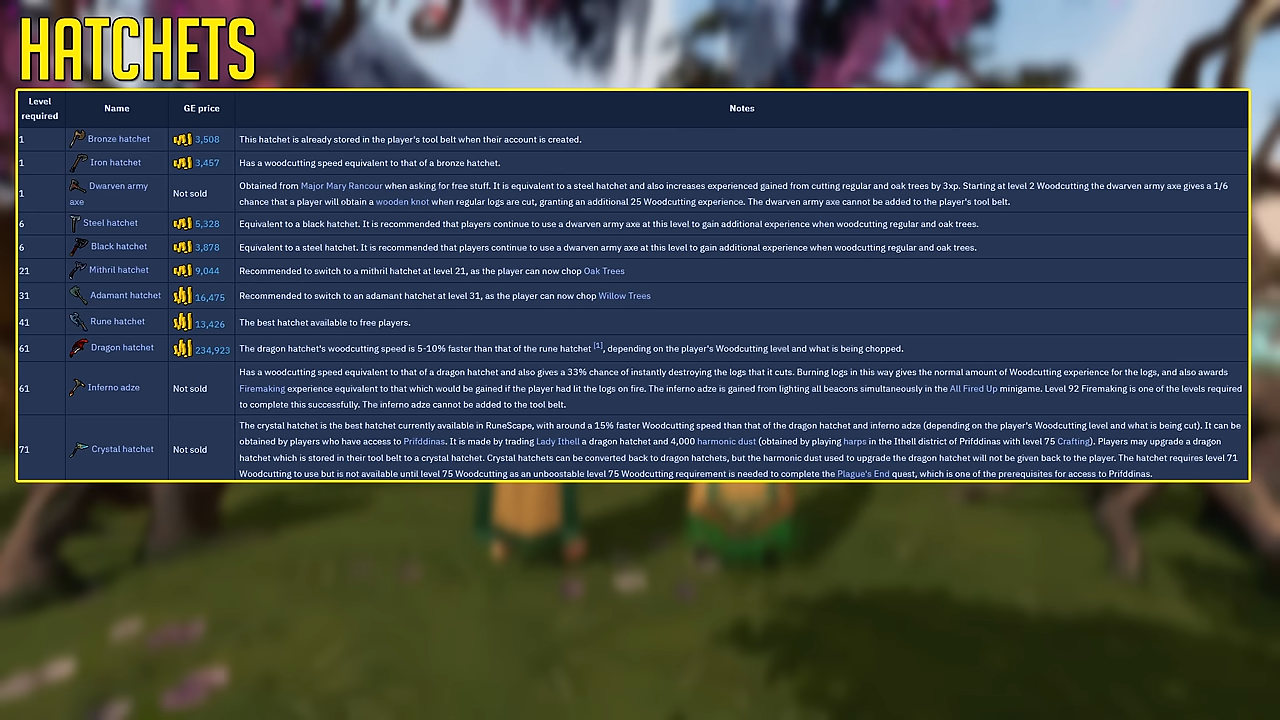 HATCHETS
Level required Name GE price Notes
1 Bronze hatchet 3,508 This hatchet is already stored in the player's tool belt when their account is created.
1 Iron hatchet 3,457 Has a woodcutting speed equivalent to that of a bronze hatchet.
1 Dwarven army axe Not sold Obtained from Major Mary Rancour when asking for free stuff. It is equivalent to a steel hatchet and also increases experienced gained from cutting regular and oak trees by 3xp. Starting at level 2 Woodcutting the dwarven army axe gives a 1/6
chance that a player will obtain a wooden knot when regular logs are cut, granting an additional 25 Woodcutting experience. The dwarven army axe cannot be added to the player's tool belt.
6 Steel hatchet 5,328 Equivalent to a black hatchet. It is recommended that players continue to use a dwarven army axe at this level to gain additional experience when woodcutting regular and oak trees.
6 Black hatchet 3,878 Equivalent to a steel hatchet. It is recommended that players continue to use a dwarven army axe at this level to gain additional experience when woodcutting regular and oak trees.
21 Mithril hatchet 9,044 Recommended to switch to a mithril hatchet at level 21, as the player can now chop Oak Trees
31 Adamant hatchet 16,475 Recommended to switch to an adamant hatchet at level 31, as the player can now chop Willow Trees
41 Rune hatchet 13,426 The best hatchet available to free players.
61 Dragon hatchet 234,923 The dragon hatchet's woodcutting speed is 5-10% faster than that of the rune hatchet [1], depending on the player's Woodcutting level and what is being chopped.
61 Inferno adze Not sold Has a woodcutting speed equivalent to that of a dragon hatchet and also gives a 33% chance of instantly destroying the logs that it cuts. Burning logs in this way gives the normal amount of Woodcutting experience for the logs, and also awards
Firemaking experience equivalent to that which would be gained if the player had lit the logs on fire. The inferno adze is gained from lighting all beacons simultaneously in the All Fired Up minigame. Level 92 Firemaking is one of the levels required
to complete this successfully. The inferno adze cannot be added to the tool belt.
71 Crystal hatchet Not sold The crystal hatchet is the best hatchet currently available in RuneScape, with around a 15% faster Woodcutting speed than that of the dragon hatchet and inferno adze (depending on the player's Woodcutting level and what is being cut). It can be
obtained by players who have access to Prifddinas. It is made by trading Lady Ithell a dragon hatchet and 4,000 harmonic dust (obtained by playing harps in the Ithell district of Prifddinas with level 75 Crafting). Players may upgrade a dragon
hatchet which is stored in their tool belt to a crystal hatchet. Crystal hatchets can be converted back to dragon hatchets, but the harmonic dust used to upgrade the dragon hatchet will not be given back to the player. The hatchet requires level 71
Woodcutting to use but is not available until level 75 Woodcutting as an unboostable level 75 Woodcutting requirement is needed to complete the Plague's End quest, which is one of the prerequisites for access to Prifddinas.